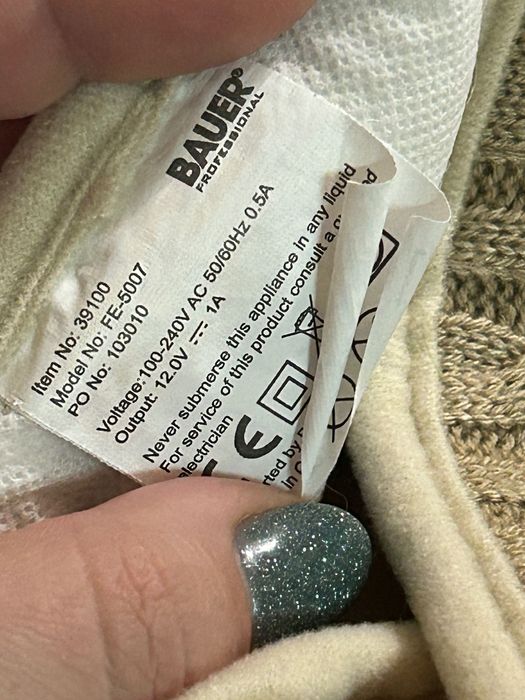 BAUER®
PROFESSIONAL
Item No: 39100
Model No: FE-5007
PO No: 103010
Voltage:100-240V AC 50/60Hz 0.5A
Output: 12.0V ⎓ 1A
Never submerse this appliance in any liquid
For service of this product consult a
electrician
CE